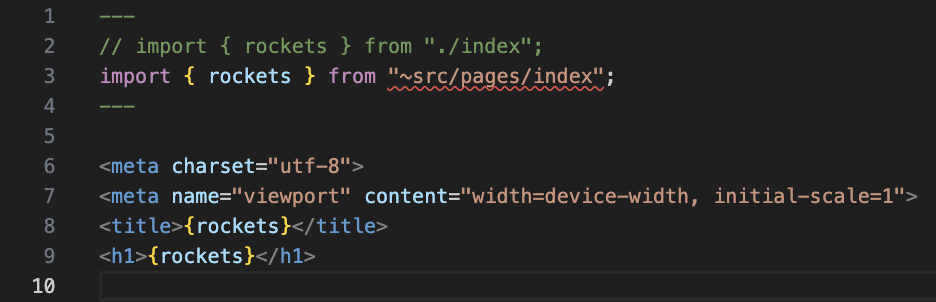 1 ---
2 // import { rockets } from "./index";
3 import { rockets } from "~src/pages/index";
4 ---
5
6 <meta charset="utf-8">
7 <meta name="viewport" content="width=device-width, initial-scale=1">
8 <title>{rockets}</title>
9 <h1>{rockets}</h1>
10